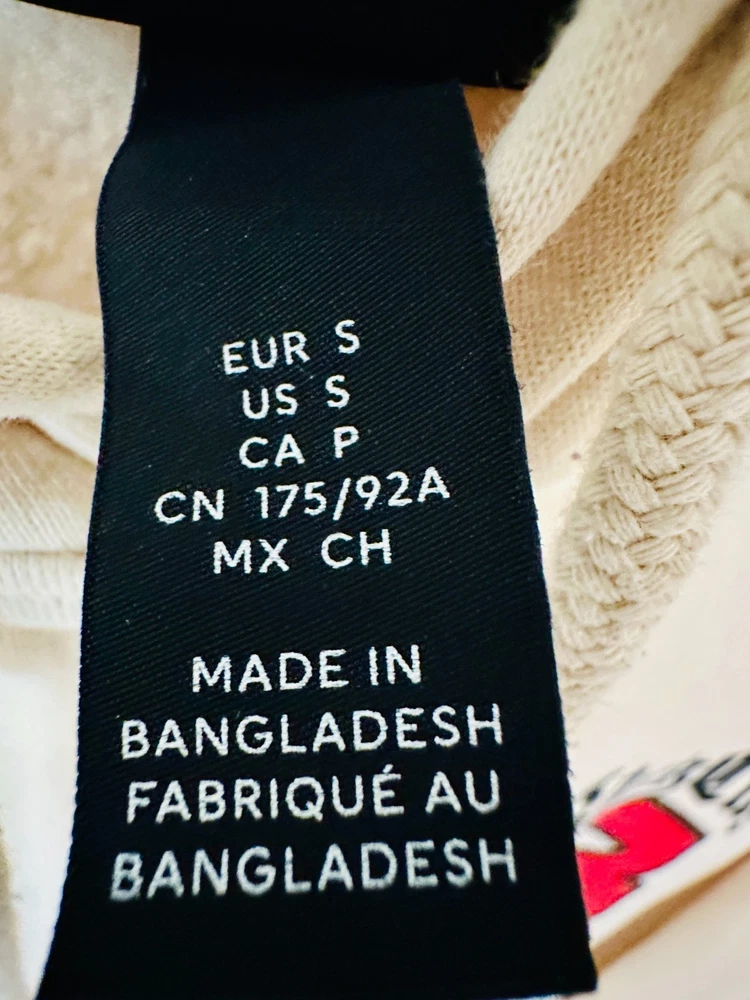 EUR S
US S
CA P
CN 175/92A
MX CH
MADE IN
BANGLADESH
FABRIQUÉ AU
BANGLADESH